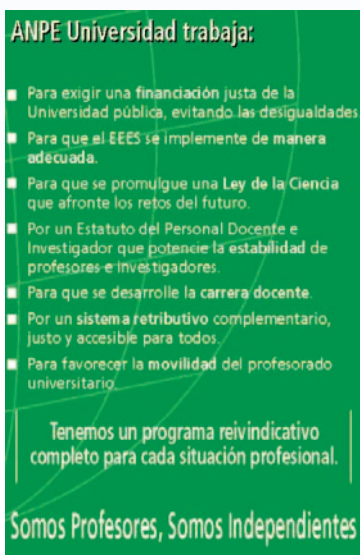 ANPE Universidad trabaja:
Para exigir una financiación justa de la
Universidad pública, evitando las desigualdades
Para que el EEES se implemente de manera
adecuada.
Para que se promulgue una Ley de la Ciencia
que afronte los retos del futuro.
Por un Estatuto del Personal Docente e
Investigador que potencie la estabilidad de
profesores e investigadores.
Para que se desarrolle la carrera docente.
Por un sistema retributivo complementario,
justo y accesible para todos.
Para favorecer la movilidad del profesorado
universitario.
Tenemos un programa reivindicativo
completo para cada situación profesional.
Somos Profesores, Somos Independientes